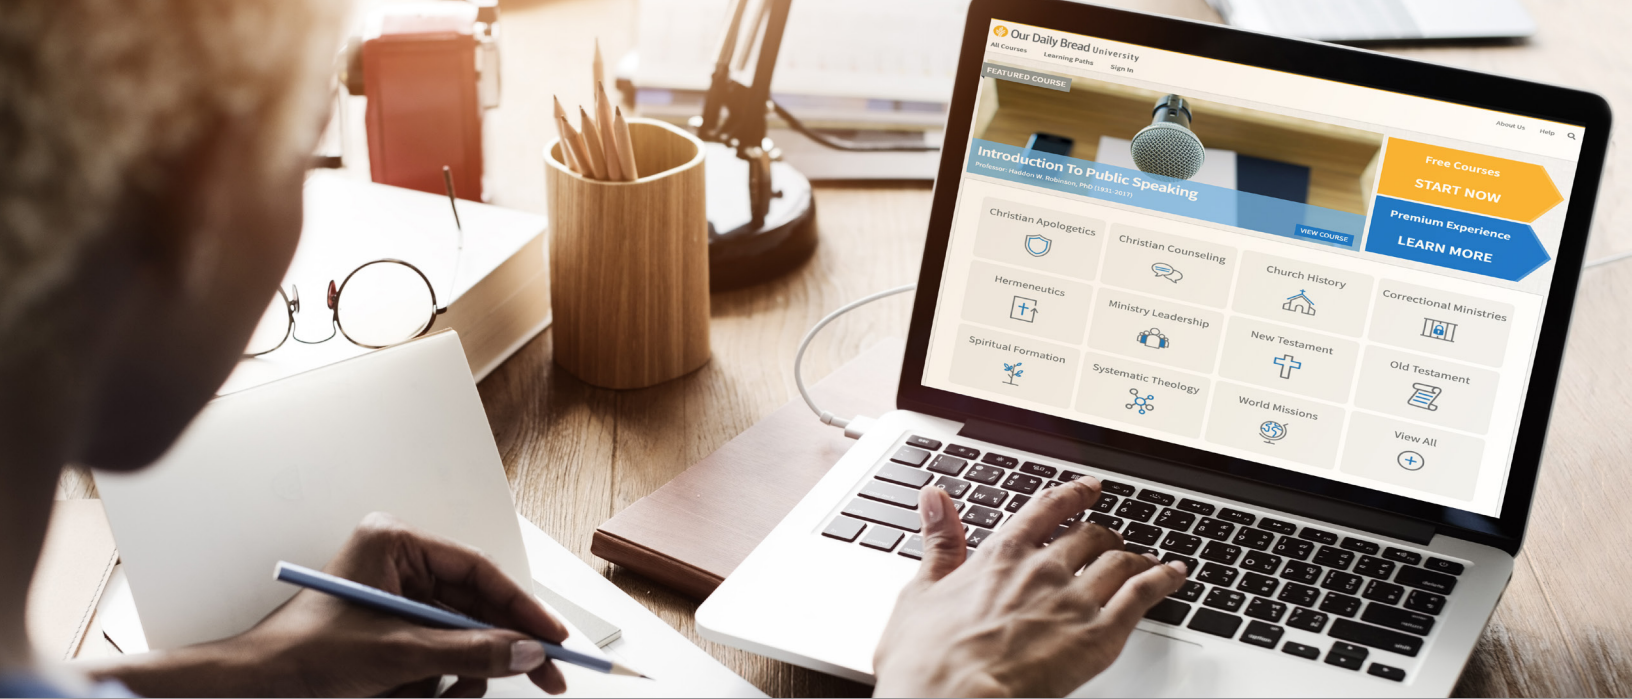 Our Daily Bread University
All Courses Learning Paths Sign In
About Us Help
FEATURED COURSE
Introduction To Public Speaking
Professor: Haddon W. Robinson, PhD (1931-2017)
VIEW COURSE
Free Courses
START NOW
Premium Experience
LEARN MORE
Christian Apologetics
Christian Counseling
Church History
Correctional Ministries
Hermeneutics
Ministry Leadership
New Testament
Old Testament
Spiritual Formation
Systematic Theology
World Missions
View All